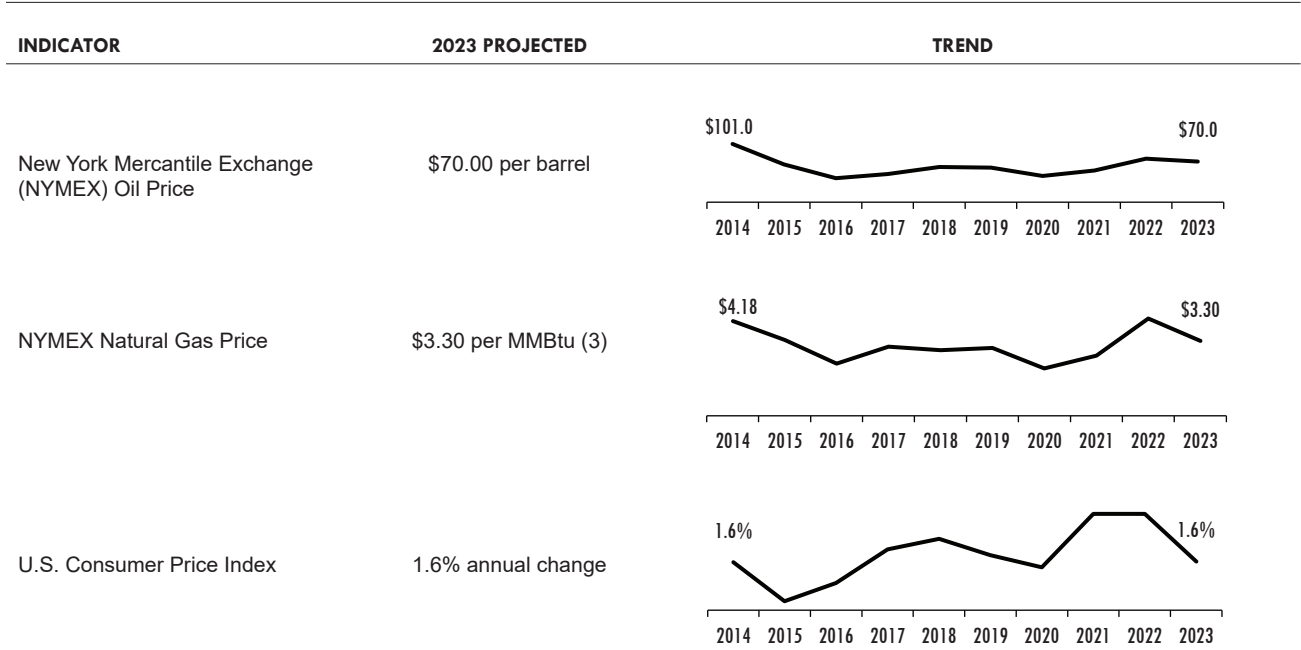 INDICATOR 2023 PROJECTED TREND
$101.0 $70.0
New York Mercantile Exchange $70.00 per barrel
(NYMEX) Oil Price
2014 2015 2016 2017 2018 2019 2020 2021 2022 2023
$4.18 $3.30
NYMEX Natural Gas Price $3.30 per MMBtu (3)
2014 2015 2016 2017 2018 2019 2020 2021 2022 2023
1.6% 1.6%
U.S. Consumer Price Index 1.6% annual change
2014 2015 2016 2017 2018 2019 2020 2021 2022 2023